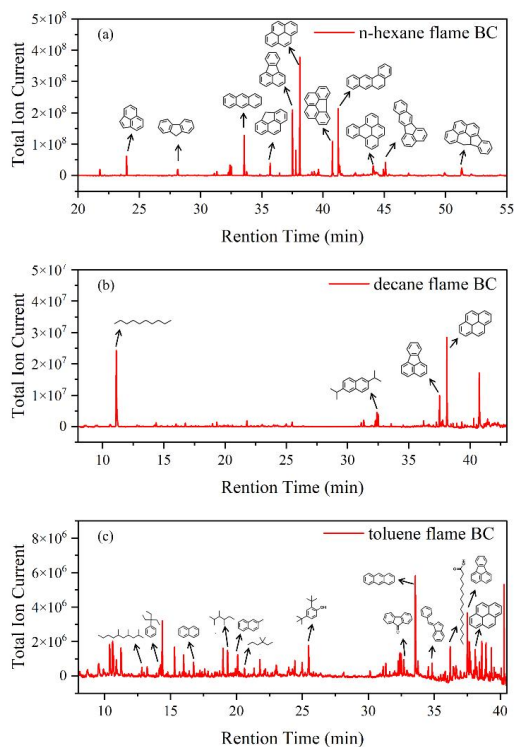 (a)
n-hexane flame BC
Total Ion Current
5×10⁸
4×10⁸
3×10⁸
2×10⁸
1×10⁸
0
20 25 30 35 40 45 50 55
Rention Time (min)
(b)
decane flame BC
Total Ion Current
5×10⁷
4×10⁷
3×10⁷
2×10⁷
1×10⁷
0
10 15 20 25 30 35 40
Rention Time (min)
(c)
toluene flame BC
Total Ion Current
8×10⁶
6×10⁶
4×10⁶
2×10⁶
0
OH
10 15 20 25 30 35 40
Rention Time (min)